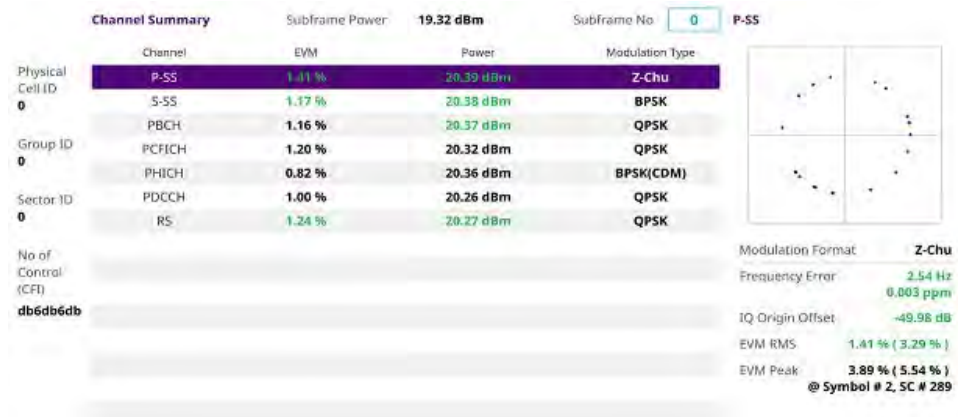 Channel Summary Subframe Power 19.32 dBm Subframe No 0 P-SS
Channel EVM Power Modulation Type
Physical
Cell ID
0
P-SS 1.41 % 20.39 dBm Z-Chu
S-SS 1.17 % 20.38 dBm BPSK
PBCH 1.16 % 20.37 dBm QPSK
Group ID
0
PCFICH 1.20 % 20.32 dBm QPSK
PHICH 0.82 % 20.36 dBm BPSK(CDM)
Sector ID
0
PDCCH 1.00 % 20.26 dBm QPSK
RS 1.24 % 20.27 dBm QPSK
No of
Control
(CFI)
db6db6db
Modulation Format Z-Chu
Frequency Error 2.54 Hz
0.003 ppm
IQ Origin Offset -49.98 dB
EVM RMS 1.41 % ( 3.29 % )
EVM Peak 3.89 % ( 5.54 % )
@ Symbol # 2, SC # 289